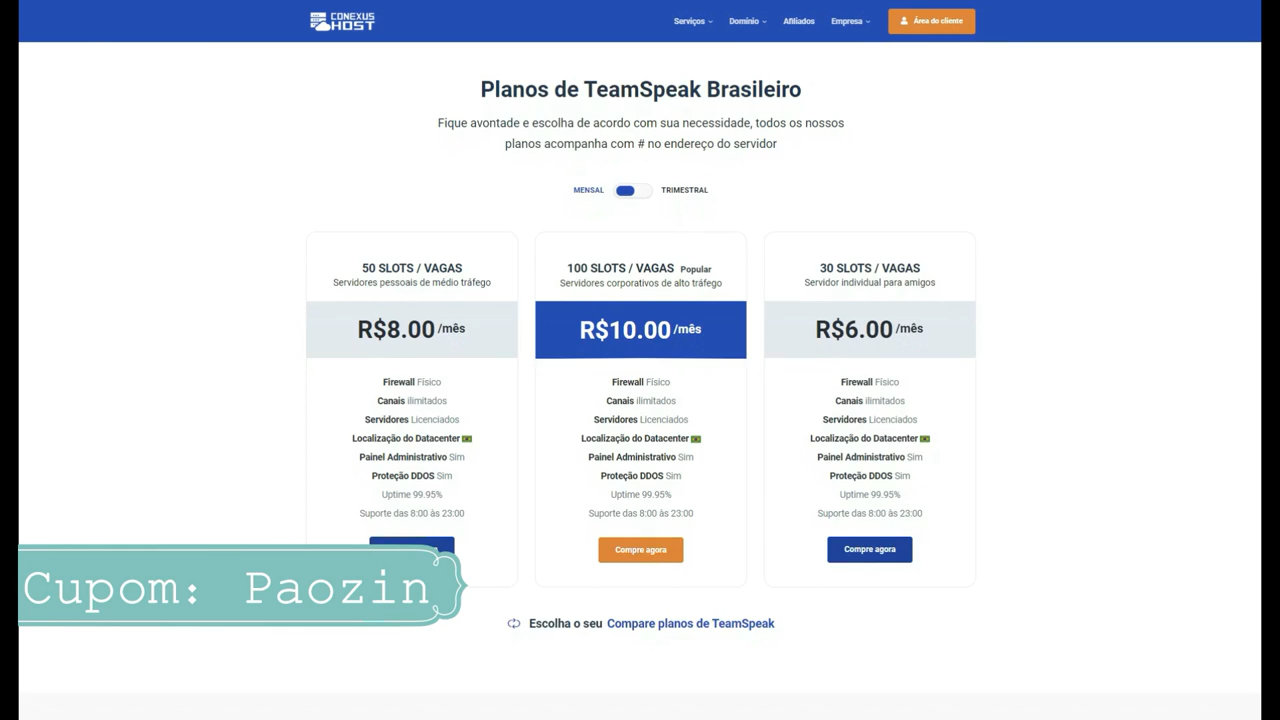 CONEXUS
HOST
Serviços
Domínio
Afiliados
Empresa
Área do cliente
Planos de TeamSpeak Brasileiro
Fique avontade e escolha de acordo com sua necessidade, todos os nossos
planos acompanha com # no endereço do servidor
MENSAL
TRIMESTRAL
50 SLOTS / VAGAS
Servidores pessoais de médio tráfego
R$8.00 /mês
Firewall Físico
Canais ilimitados
Servidores Licenciados
Localização do Datacenter
Painel Administrativo Sim
Proteção DDOS Sim
Uptime 99.95%
Suporte das 8:00 às 23:00
100 SLOTS / VAGAS Popular
Servidores corporativos de alto tráfego
R$10.00 /mês
Firewall Físico
Canais ilimitados
Servidores Licenciados
Localização do Datacenter
Painel Administrativo Sim
Proteção DDOS Sim
Uptime 99.95%
Suporte das 8:00 às 23:00
Compre agora
30 SLOTS / VAGAS
Servidor individual para amigos
R$6.00 /mês
Firewall Físico
Canais ilimitados
Servidores Licenciados
Localização do Datacenter
Painel Administrativo Sim
Proteção DDOS Sim
Uptime 99.95%
Suporte das 8:00 às 23:00
Compre agora
Cupom: Paozin
Escolha o seu Compare planos de TeamSpeak